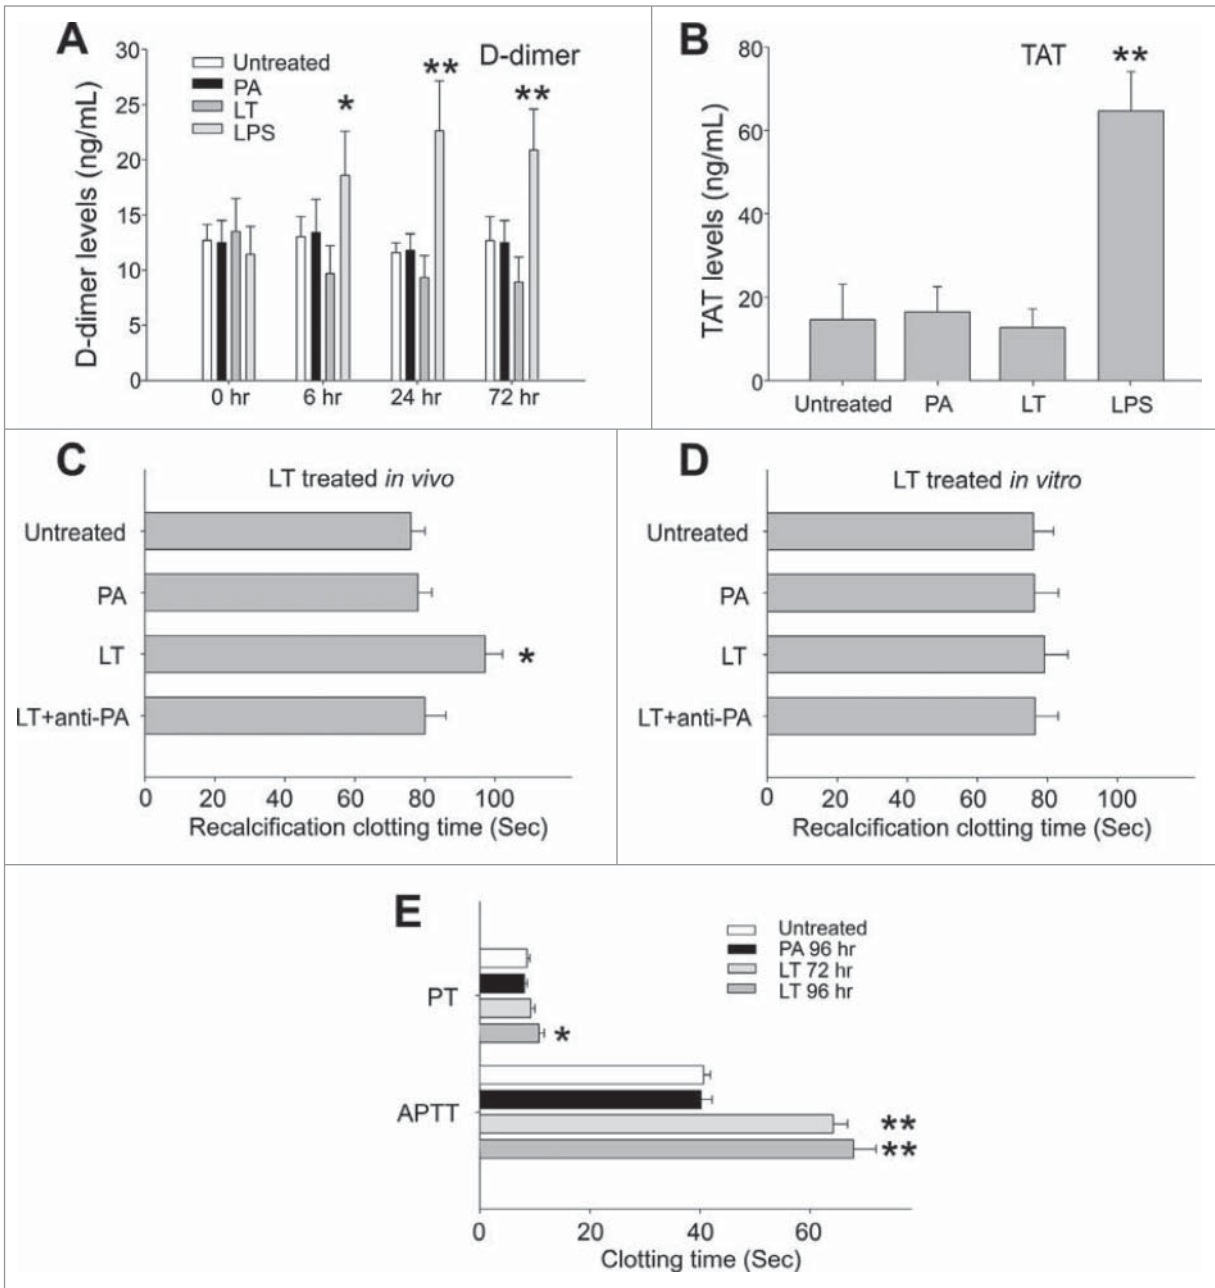 A
D-dimer
Untreated
PA
LT
LPS
*
**
**
D-dimer levels (ng/mL)
30
25
20
15
10
5
0
0 hr
6 hr
24 hr
72 hr
B
TAT
**
TAT levels (ng/mL)
80
60
40
20
0
Untreated
PA
LT
LPS
C
LT treated in vivo
Untreated
PA
LT
*
LT+anti-PA
0
20
40
60
80
100
Recalcification clotting time (Sec)
D
LT treated in vitro
Untreated
PA
LT
LT+anti-PA
0
20
40
60
80
100
Recalcification clotting time (Sec)
E
Untreated
PA 96 hr
LT 72 hr
LT 96 hr
PT
*
APTT
**
**
0
20
40
60
Clotting time (Sec)